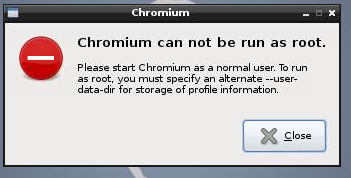 Chromium
Chromium can not be run as root.
Please start Chromium as a normal user. To run
as root, you must specify an alternate --user-
data-dir for storage of profile information.
Close